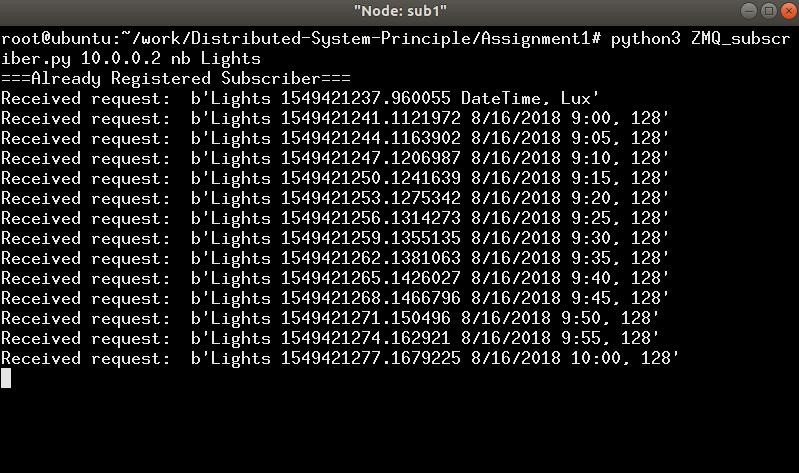 "Node: sub1"
root@ubuntu:~/work/Distributed-System-Principle/Assignment1# python3 ZMQ_subscr
iber.py 10.0.0.2 nb Lights
===Already Registered Subscriber===
Received request:  b'Lights 1549421237.960055 DateTime, Lux'
Received request:  b'Lights 1549421241.1121972 8/16/2018 9:00, 128'
Received request:  b'Lights 1549421244.1163902 8/16/2018 9:05, 128'
Received request:  b'Lights 1549421247.1206987 8/16/2018 9:10, 128'
Received request:  b'Lights 1549421250.1241639 8/16/2018 9:15, 128'
Received request:  b'Lights 1549421253.1275342 8/16/2018 9:20, 128'
Received request:  b'Lights 1549421256.1314273 8/16/2018 9:25, 128'
Received request:  b'Lights 1549421259.1355135 8/16/2018 9:30, 128'
Received request:  b'Lights 1549421262.1381063 8/16/2018 9:35, 128'
Received request:  b'Lights 1549421265.1426027 8/16/2018 9:40, 128'
Received request:  b'Lights 1549421268.1466796 8/16/2018 9:45, 128'
Received request:  b'Lights 1549421271.150496 8/16/2018 9:50, 128'
Received request:  b'Lights 1549421274.162921 8/16/2018 9:55, 128'
Received request:  b'Lights 1549421277.1679225 8/16/2018 10:00, 128'